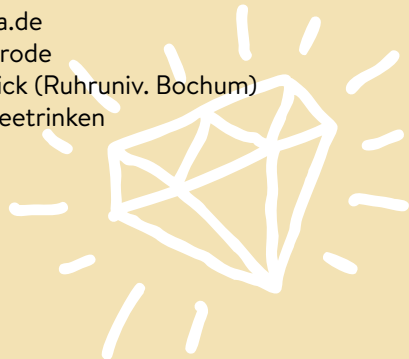 a.de
rode
ick (Ruhruniv. Bochum)
eetrinken